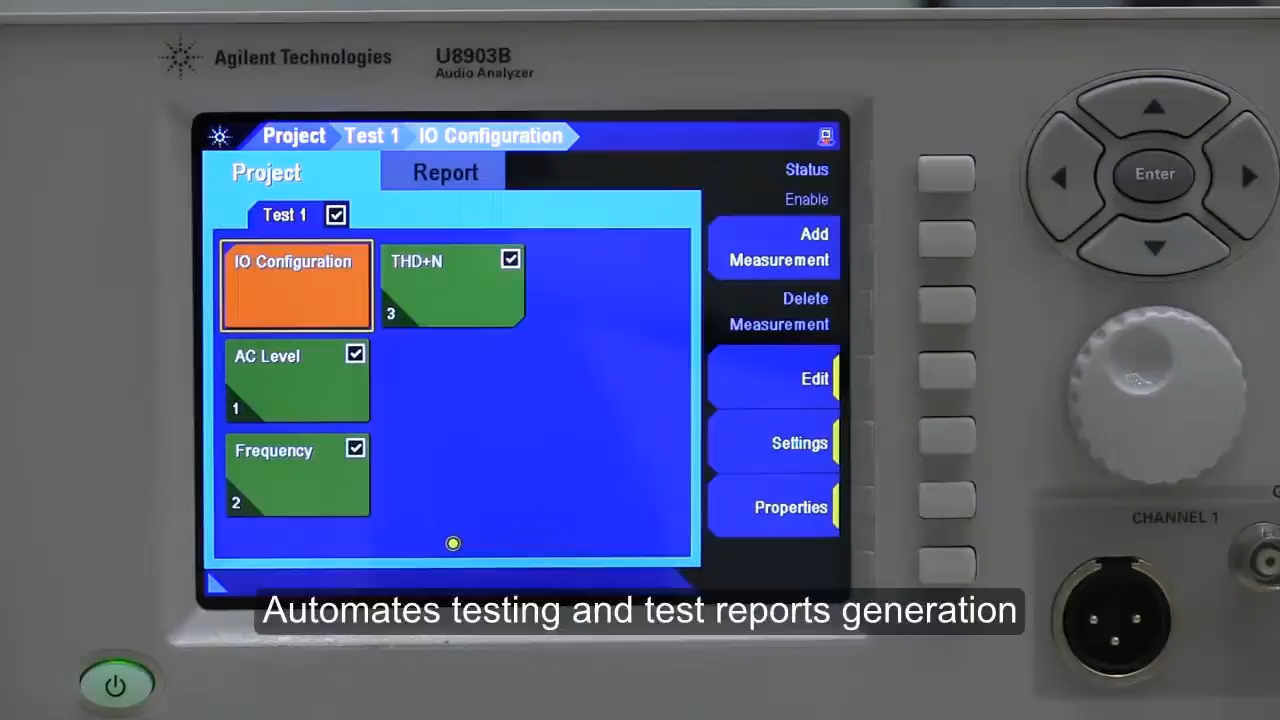 Agilent Technologies
U8903B
Audio Analyzer
Project Test 1 IO Configuration
Project
Report
Test 1
IO Configuration
THD+N
3
AC Level
1
Frequency
2
Status
Enable
Add
Measurement
Delete
Measurement
Edit
Settings
Properties
Enter
CHANNEL 1
Automates testing and test reports generation